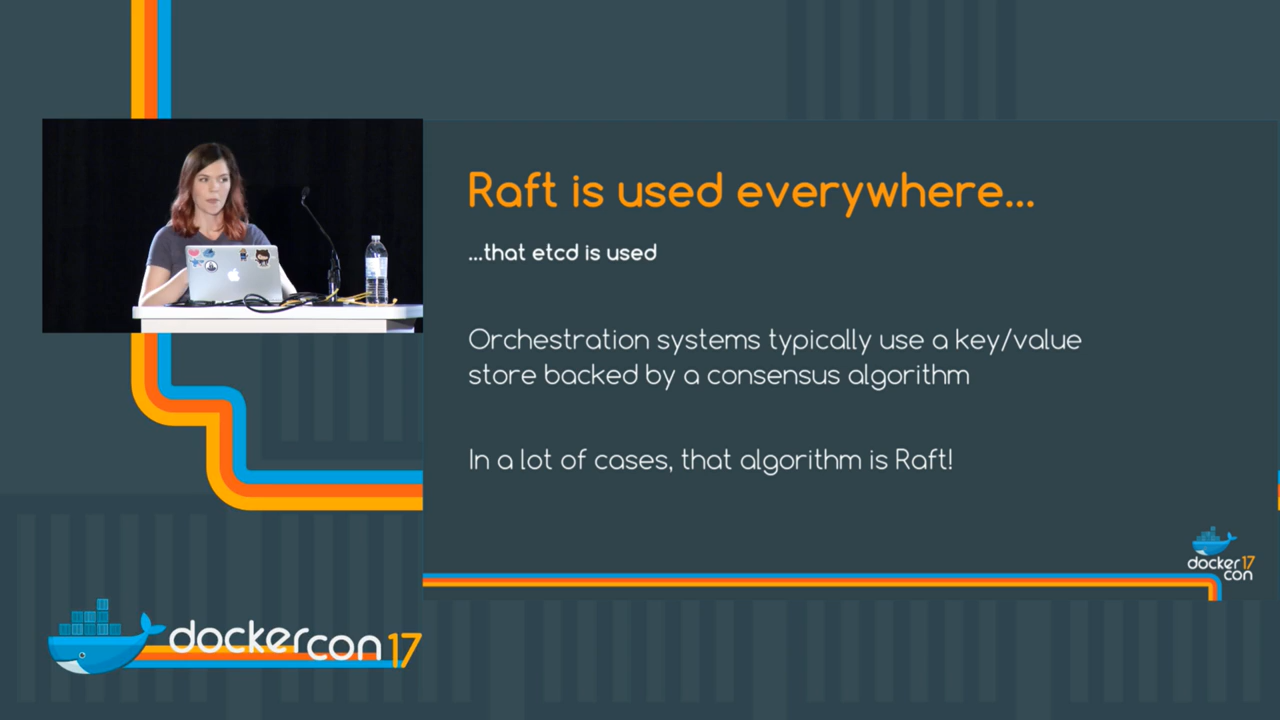 Raft is used everywhere...
...that etcd is used
Orchestration systems typically use a key/value
store backed by a consensus algorithm
In a lot of cases, that algorithm is Raft!
docker 17
con
dockercon 17